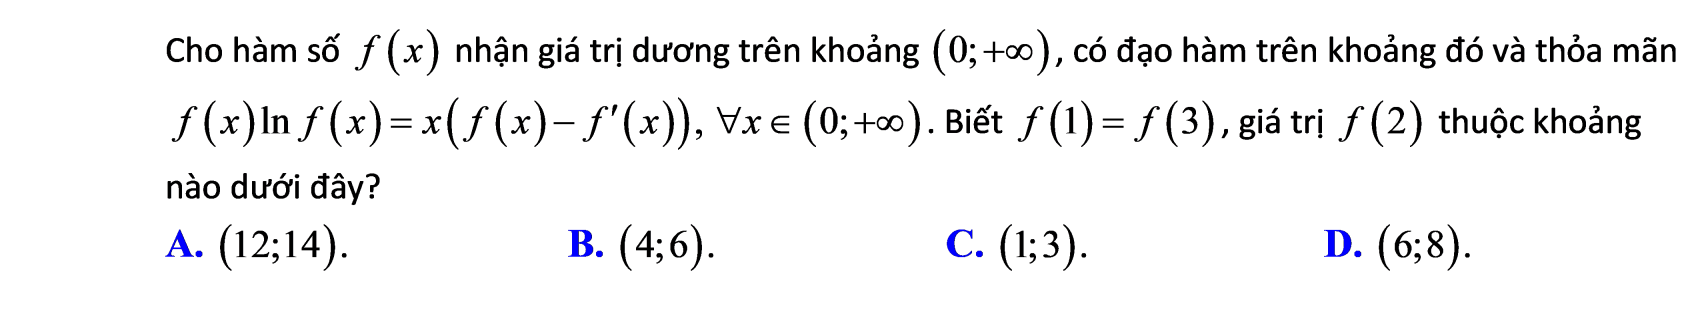 Cho hàm số f(x) nhận giá trị dương trên khoảng (0;+∞), có đạo hàm trên khoảng đó và thỏa mãn
f(x)ln f(x)=x(f(x)−f′(x)), ∀x∈(0;+∞). Biết f(1)=f(3), giá trị f(2) thuộc khoảng
nào dưới đây?
A. (12;14). B. (4;6). C. (1;3). D. (6;8).